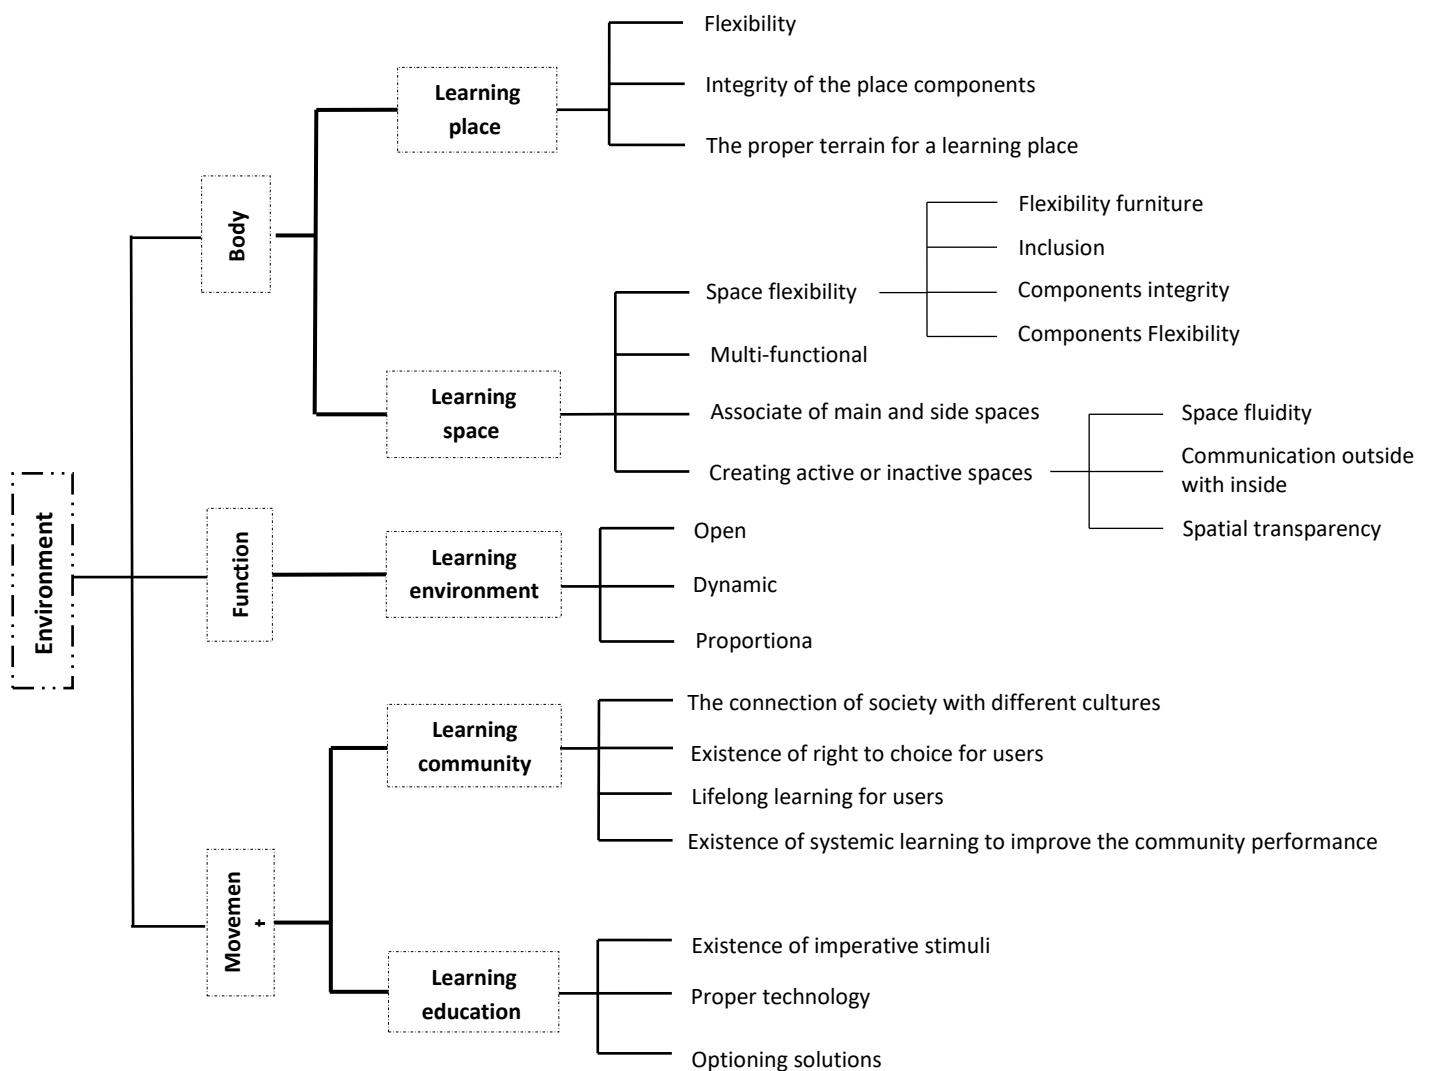 Environment
Body
Learning
place
Flexibility
Integrity of the place components
The proper terrain for a learning place
Learning
space
Space flexibility
Flexibility furniture
Inclusion
Components integrity
Components Flexibility
Multi-functional
Associate of main and side spaces
Creating active or inactive spaces
Space fluidity
Communication outside
with inside
Spatial transparency
Function
Learning
environment
Open
Dynamic
Proportiona
Movemen
t
Learning
community
The connection of society with different cultures
Existence of right to choice for users
Lifelong learning for users
Existence of systemic learning to improve the community performance
Learning
education
Existence of imperative stimuli
Proper technology
Optioning solutions